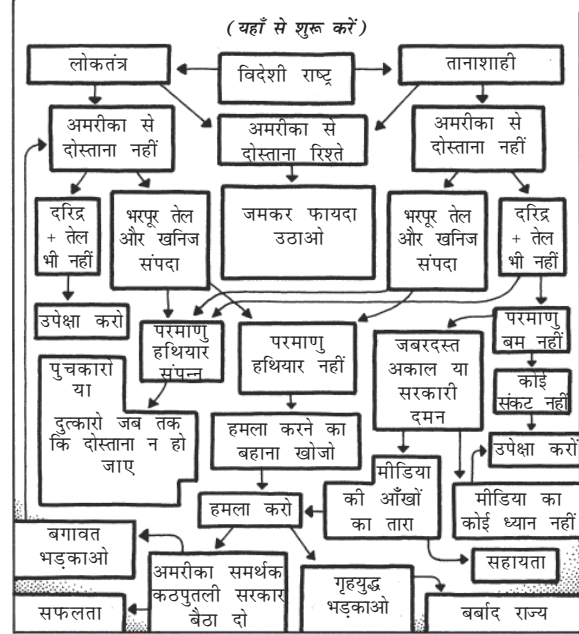 (यहाँ से शुरू करें)
लोकतंत्र
विदेशी राष्ट्र
तानाशाही
अमरीका से
दोस्ताना नहीं
अमरीका से
दोस्ताना रिश्ते
अमरीका से
दोस्ताना नहीं
दरिद्र
+ तेल
भी नहीं
भरपूर तेल
और खनिज
संपदा
जमकर फायदा
उठाओ
भरपूर तेल
और खनिज
संपदा
दरिद्र
+ तेल
भी नहीं
उपेक्षा करो
परमाणु
हथियार
संपन्न
परमाणु
हथियार नहीं
जबरदस्त
अकाल या
सरकारी
दमन
परमाणु
बम नहीं
कोई
संकट नहीं
पुचकारो
या
दुत्कारो जब तक
कि दोस्ताना न हो
जाए
हमला करने का
बहाना खोजो
उपेक्षा करों
हमला करो
मीडिया
की आँखों
का तारा
मीडिया का
कोई ध्यान नहीं
बगावत
भड़काओ
सहायता
सफलता
अमरीका समर्थक
कठपुतली सरकार
बैठा दो
गृहयुद्ध
भड़काओ
बर्बाद राज्य